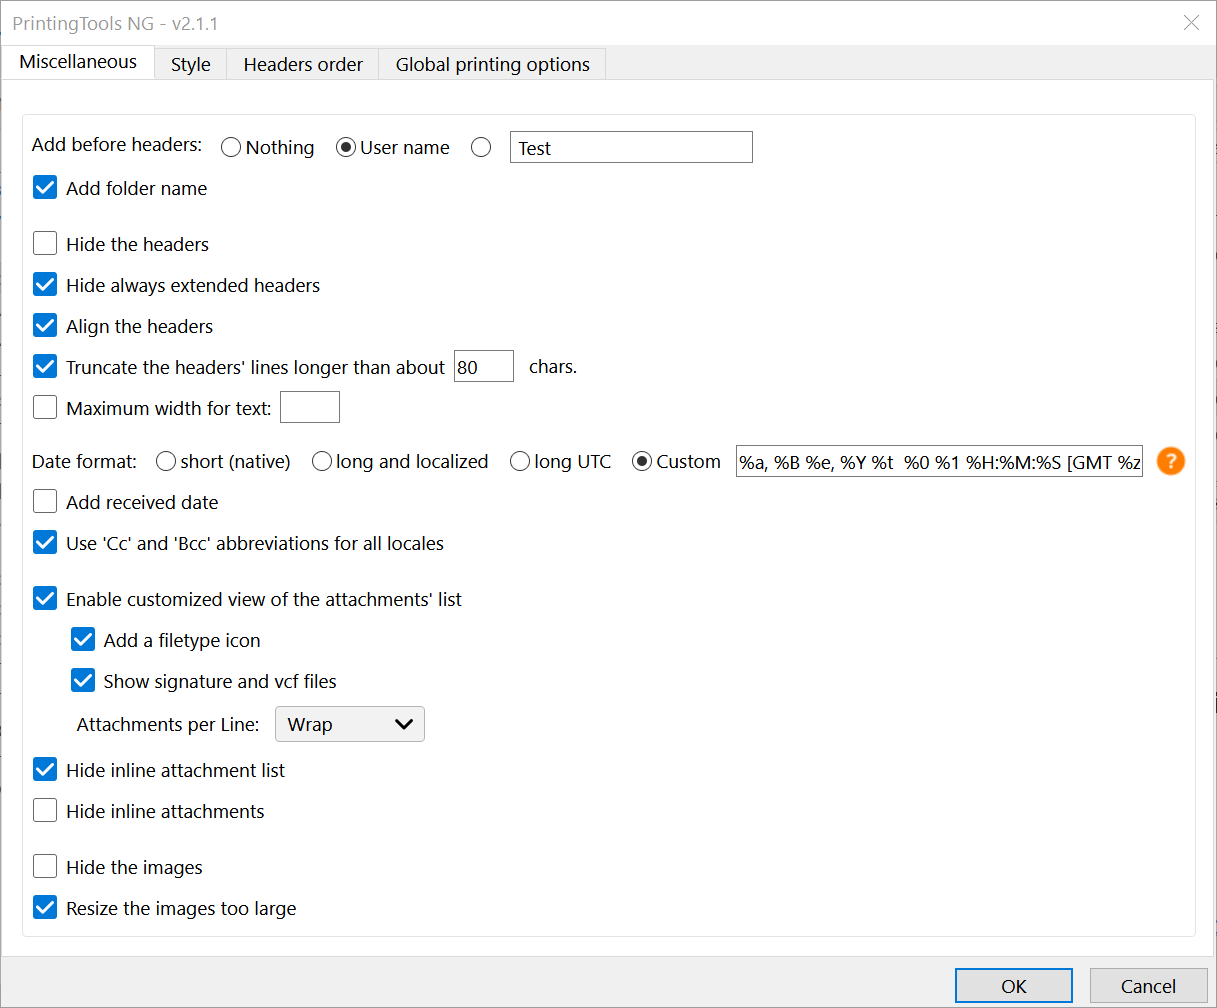 PrintingTools NG - v2.1.1
Miscellaneous Style Headers order Global printing options
Add before headers: Nothing User name Test
Add folder name
Hide the headers
Hide always extended headers
Align the headers
Truncate the headers' lines longer than about 80 chars.
Maximum width for text:
Date format: short (native) long and localized long UTC Custom %a, %B %e, %Y %t  %0 %1 %H:%M:%S [GMT %z ?
Add received date
Use 'Cc' and 'Bcc' abbreviations for all locales
Enable customized view of the attachments' list
Add a filetype icon
Show signature and vcf files
Attachments per Line: Wrap
Hide inline attachment list
Hide inline attachments
Hide the images
Resize the images too large
OK Cancel